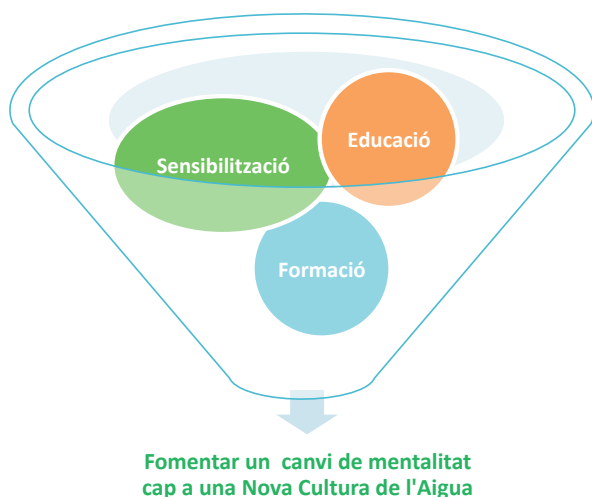 Educació
Sensibilització
Formació
Fomentar un canvi de mentalitat
cap a una Nova Cultura de l'Aigua